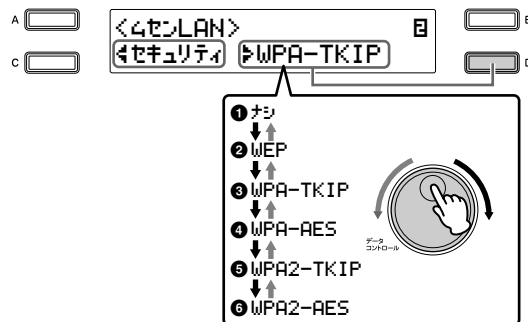 A
<ムセンLAN>
2
B
C
セキュリティ
WPA-TKIP
D
❶ナシ
❷WEP
❸WPA-TKIP
❹WPA-AES
❺WPA2-TKIP
❻WPA2-AES
データ
コントロール